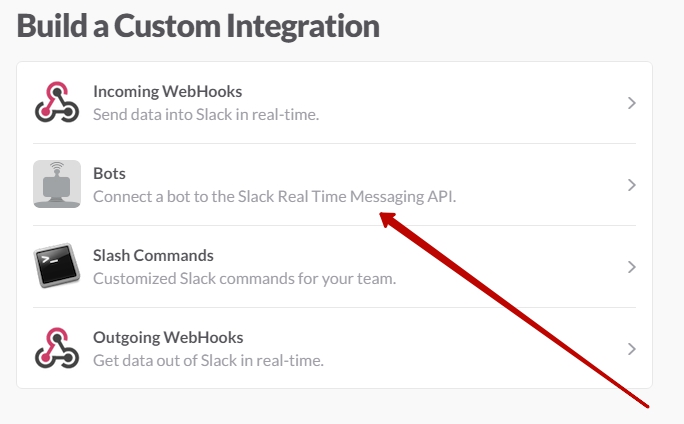 Build a Custom Integration
Incoming WebHooks
Send data into Slack in real-time.
Bots
Connect a bot to the Slack Real Time Messaging API.
>_
Slash Commands
Customized Slack commands for your team.
Outgoing WebHooks
Get data out of Slack in real-time.